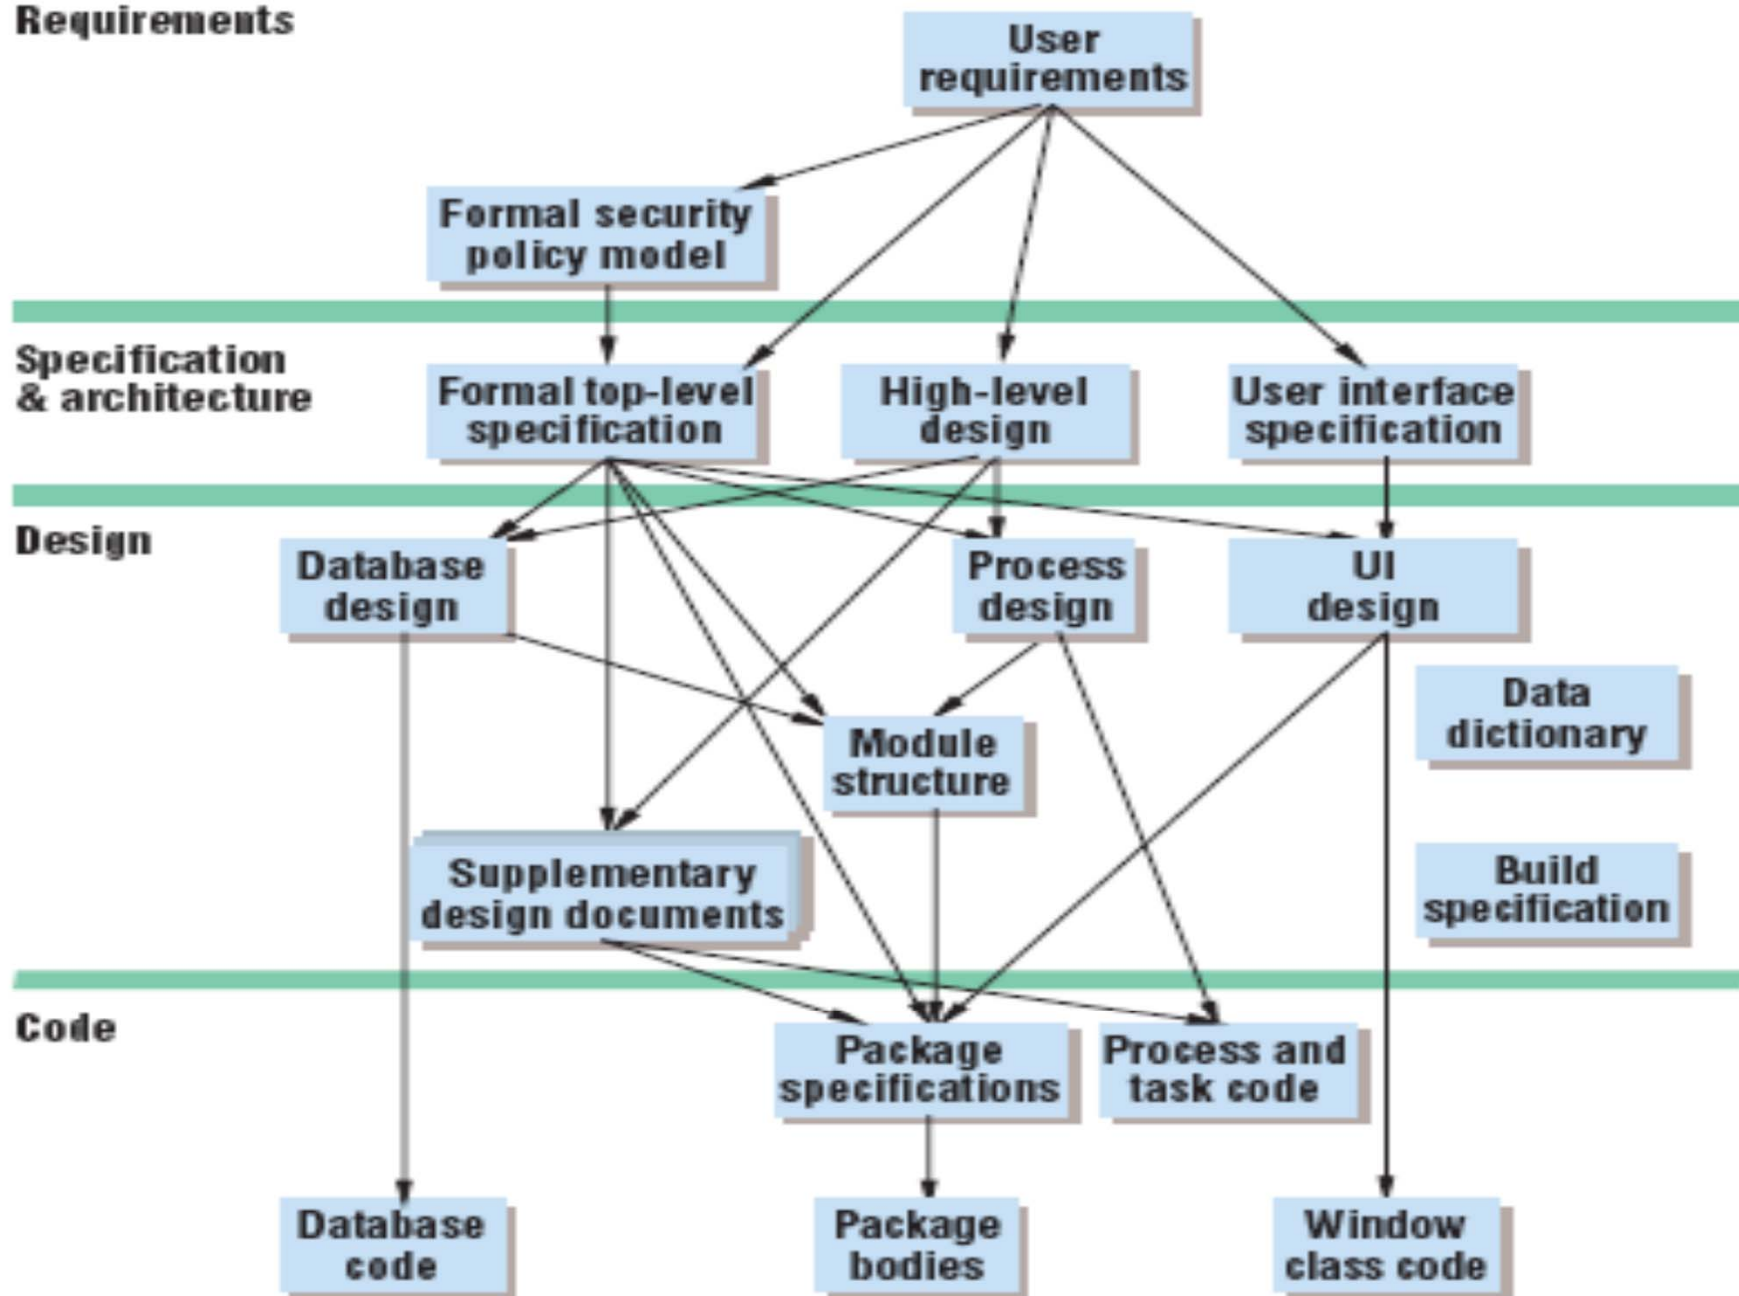 Requirements
User
requirements
Formal security
policy model
Specification
& architecture
Formal top-level
specification
High-level
design
User interface
specification
Design
Database
design
Process
design
UI
design
Data
dictionary
Module
structure
Supplementary
design documents
Build
specification
Code
Package
specifications
Process and
task code
Database
code
Package
bodies
Window
class code